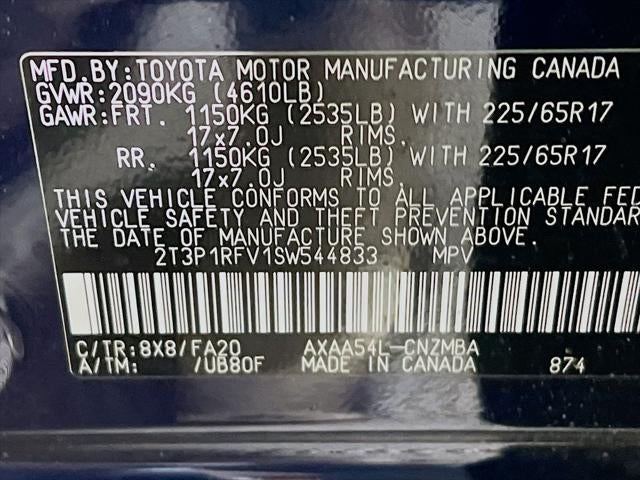 MFD.BY:TOYOTA MOTOR MANUFACTURING CANADA
GVWR:2090KG (4610LB)
GAWR:FRT. 1150KG (2535LB) WITH 225/65R17
17x7.0J RIMS.
RR. 1150KG (2535LB) WITH 225/65R17
17x7.0J RIMS.
THIS VEHICLE CONFORMS TO ALL APPLICABLE FED
VEHICLE SAFETY AND THEFT PREVENTION STANDAR
THE DATE OF MANUFACTURE SHOWN ABOVE.
2T3P1RFV1SW544833 MPV
C/TR:8X8/FA20 AXAA54L-CNZMBA
A/TM: /UB80F MADE IN CANADA 874